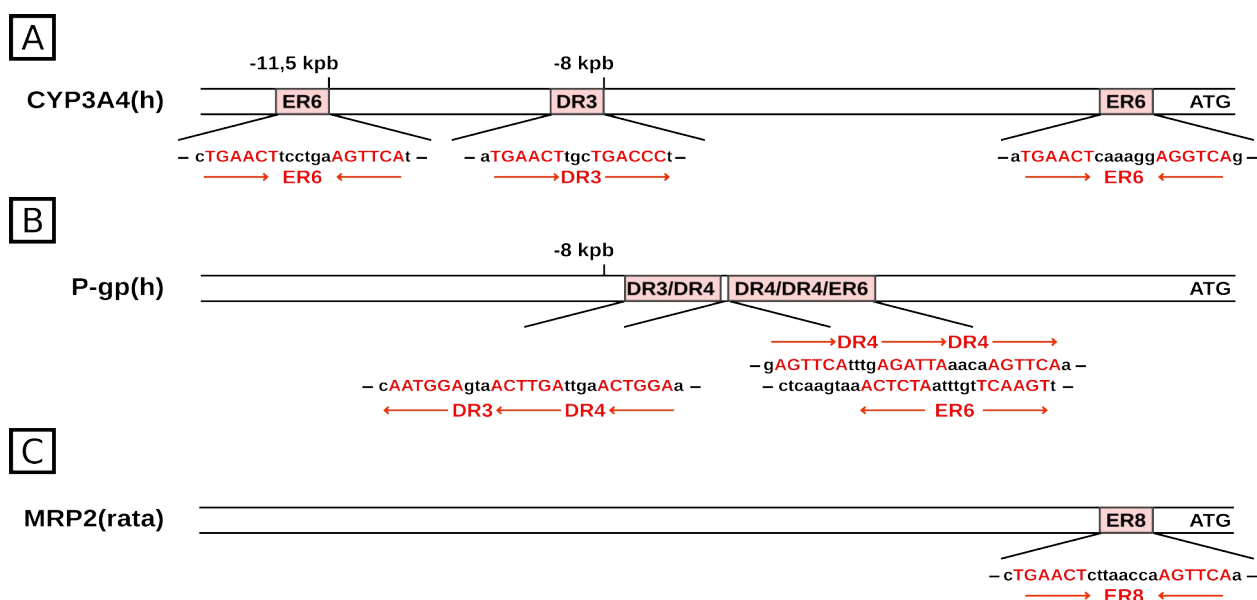 A
-11,5 kpb
-8 kpb
CYP3A4(h)
ER6
DR3
ER6
ATG
– cTGAACTtcctgaAGTTCAt –
– aTGAACTtgcTGACCCt –
– aTGAACTcaaaggAGGTCAg –
ER6
DR3
ER6
B
-8 kpb
P-gp(h)
DR3/DR4
DR4/DR4/ER6
ATG
DR4
DR4
– gAGTTCAtttgAGATTAaacaAGTTCAa –
– cAATGGAgtaACTTGAttgaACTGGAa –
– ctcaagtaaACTCTAatttgtTCAAGTt –
DR3
DR4
ER6
C
MRP2(rata)
ER8
ATG
– cTGAACTcttaaccaAGTTCAa –
ER8